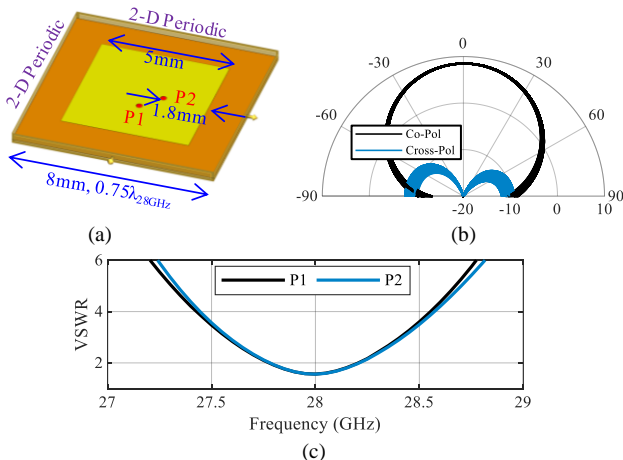 2-D Periodic
2-D Periodic
5mm
P2
P1
1.8mm
8mm, 0.75λ28GHz
(a)
0
-30
30
-60
60
Co-Pol
Cross-Pol
-90
90
-20
-10
0
10
(b)
6
4
2
VSWR
P1
P2
27
27.5
28
28.5
29
Frequency (GHz)
(c)